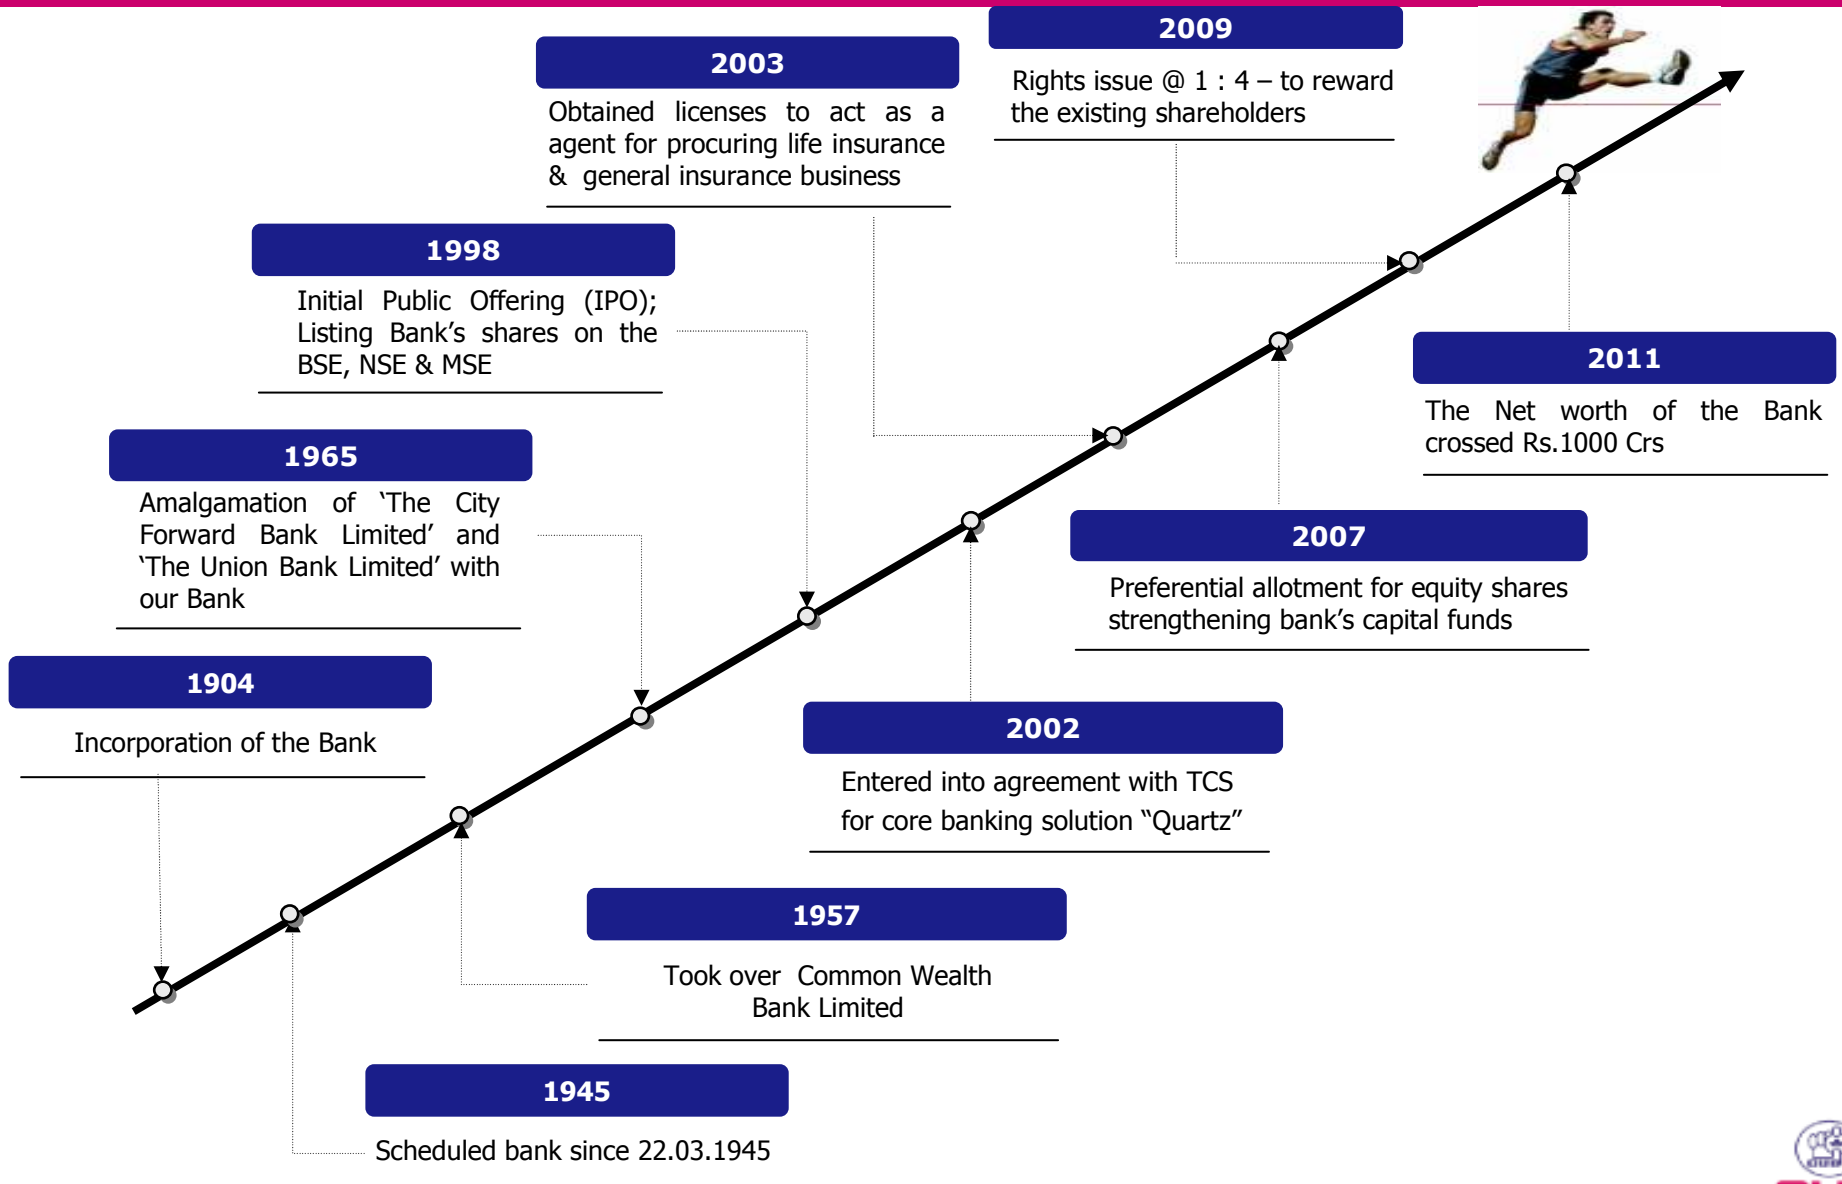 2009
Rights issue @ 1 : 4 – to reward
the existing shareholders
2003
Obtained licenses to act as a
agent for procuring life insurance
& general insurance business
1998
Initial Public Offering (IPO);
Listing Bank’s shares on the
BSE, NSE & MSE
2011
The Net worth of the Bank
crossed Rs.1000 Crs
1965
Amalgamation of ‘The City
Forward Bank Limited’ and
‘The Union Bank Limited’ with
our Bank
2007
Preferential allotment for equity shares
strengthening bank’s capital funds
1904
Incorporation of the Bank
2002
Entered into agreement with TCS
for core banking solution “Quartz”
1957
Took over Common Wealth
Bank Limited
1945
Scheduled bank since 22.03.1945